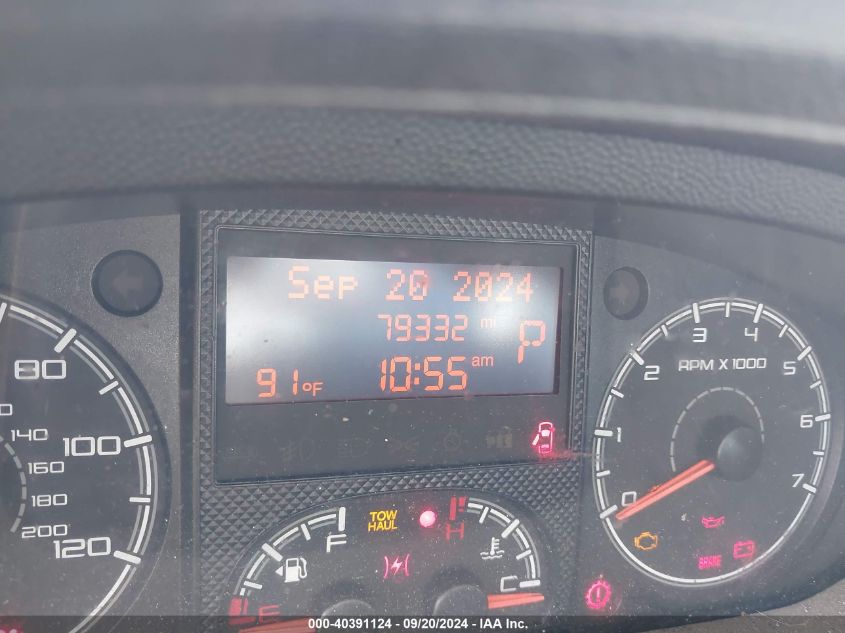 Sep 20 2024
79332 mi
P
91°F
10:55 am
80
100
120
140
160
180
200
RPM X 1000
0
1
2
3
4
5
6
7
TOW
HAUL
F
E
H
C
BRAKE
000-40391124 - 09/20/2024 - IAA Inc.